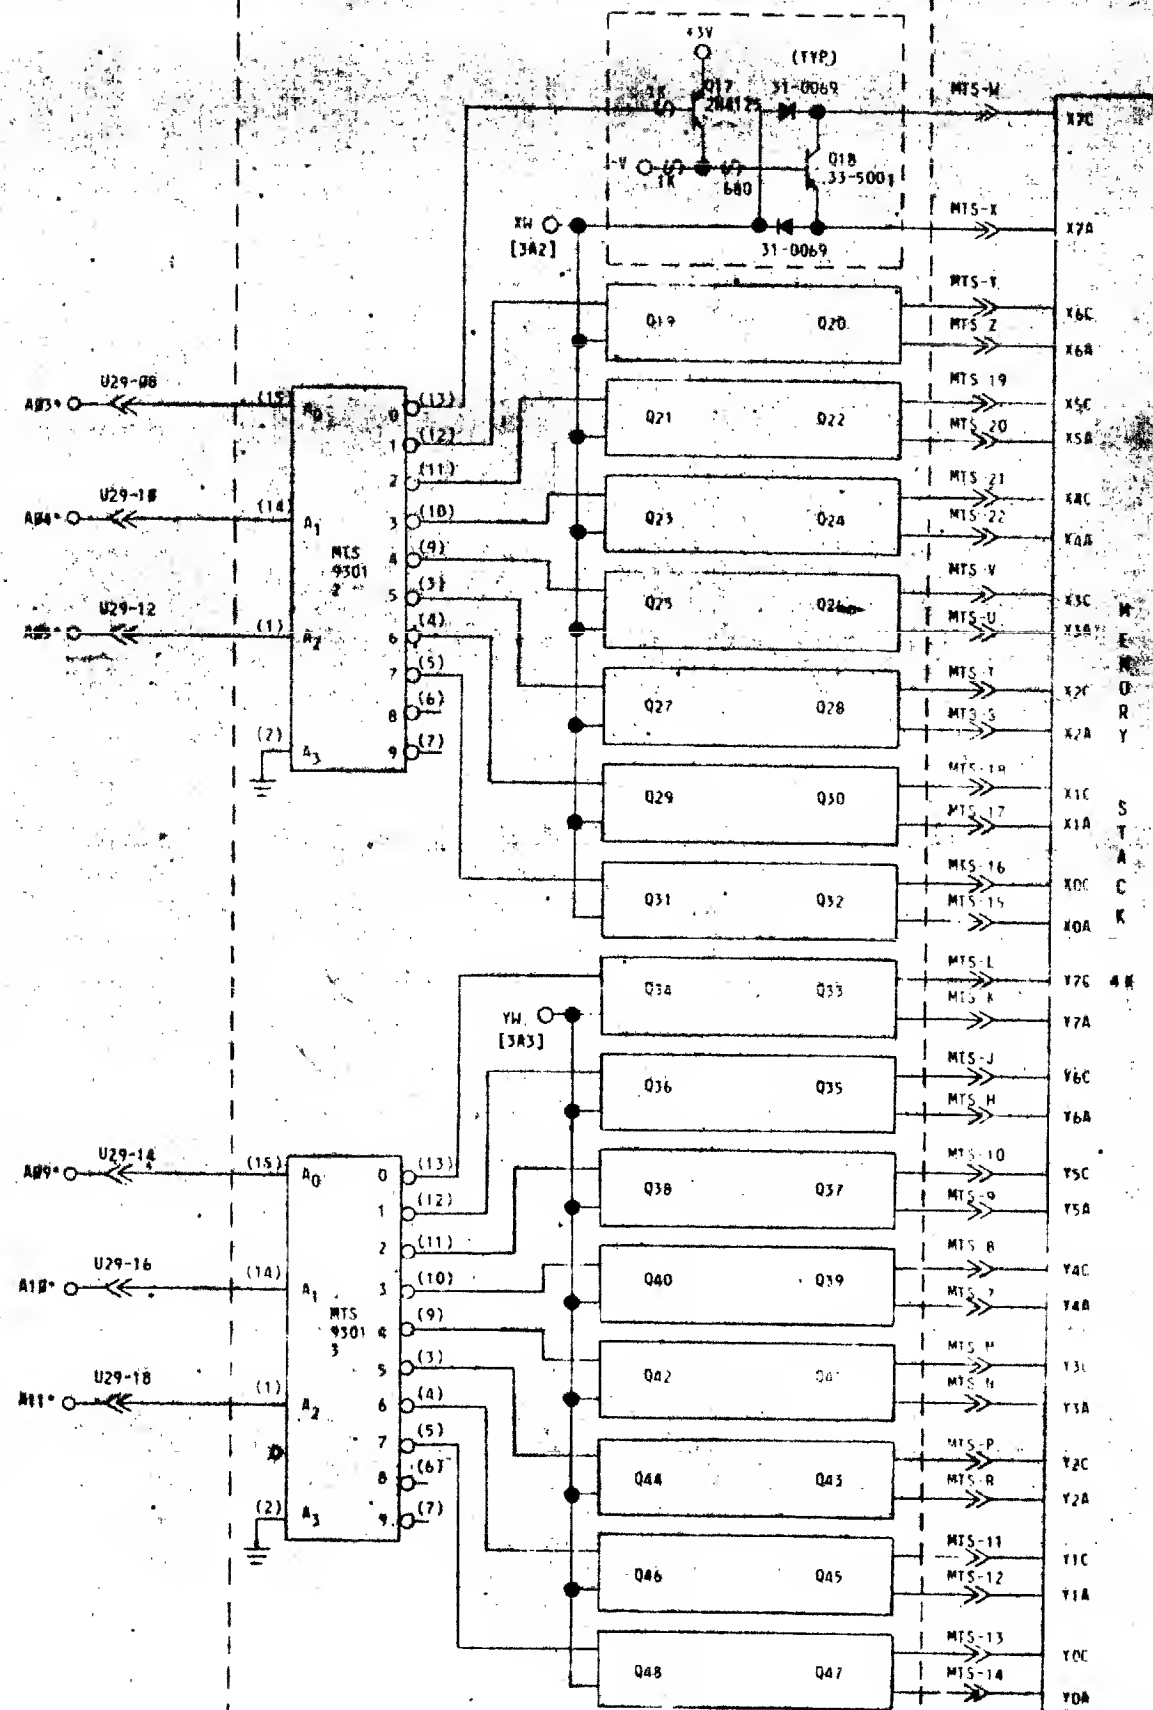 +3V
(TYP)
1K
Q17
2N4125
31-0069
MTS-W
X7C
-V
1K
680
Q18
33-5001
XW
[3A2]
31-0069
MTS-X
X7A
Q19 Q20
MTS-Y
X6C
MTS Z
X6A
U29-08
A03*
(15) A0 0 (13)
1 (12)
2 (11)
Q21 Q22
MTS 19
X5C
MTS 20
X5A
U29-10
A04*
(14) A1 3 (10)
Q23 Q24
MTS 21
X4C
MTS-22
X4A
MTS
9301
2
4 (9)
5 (3)
Q25
MTS V
X3C
MTS-U
X3A
U29-12
(1) A2 6 (4)
7 (5)
8 (6)
(2) A3 9 (7)
Q27 Q28
X2C
MTS S
X2A
Q29 Q30
MTS-18
X1C
MTS 17
X1A
Q31 Q32
MTS-16
X0C
MTS-15
X0A
MEMORY STACK
4K
YW
[3A3]
Q34 Q33
MTS-L
Y7C
MTS K
Y7A
Q36 Q35
MTS-J
Y6C
MTS H
Y6A
U29-14
A09*
(15) A0 0 (13)
1 (12)
2 (11)
Q38 Q37
MTS-10
Y5C
MTS-9
Y5A
U29-16
A10*
(14) A1 3 (10)
Q40 Q39
MTS 8
Y4C
MTS 7
Y4A
MTS
9301
3
4 (9)
5 (3)
Q42
MTS M
Y3C
MTS N
Y3A
U29-18
A11*
(1) A2 6 (4)
7 (5)
8 (6)
(2) A3 9 (7)
Q44 Q43
MTS-P
Y2C
MTS-R
Y2A
Q46 Q45
MTS-11
Y1C
MTS-12
Y1A
Q48 Q47
MTS-13
Y0C
MTS-14
Y0A